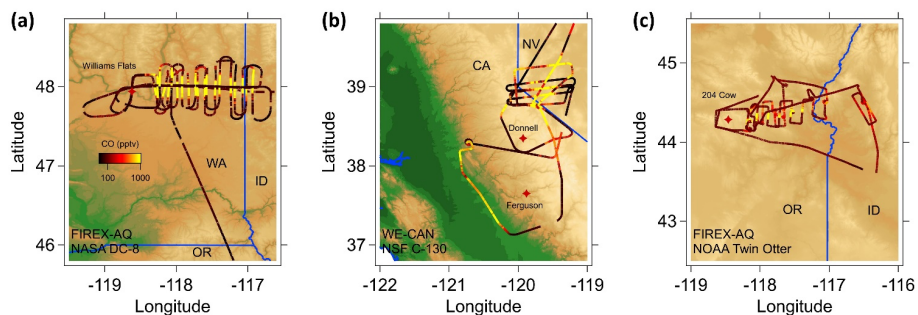 (a)
Latitude
48
47
46
Williams Flats
CO (pptv)
100 1000
WA
ID
OR
FIREX-AQ
NASA DC-8
-119 -118 -117
Longitude
(b)
Latitude
39
38
37
NV
CA
Donnell
Ferguson
WE-CAN
NSF C-130
-122 -121 -120 -119
Longitude
(c)
Latitude
45
44
43
204 Cow
OR
ID
FIREX-AQ
NOAA Twin Otter
-119 -118 -117 -116
Longitude